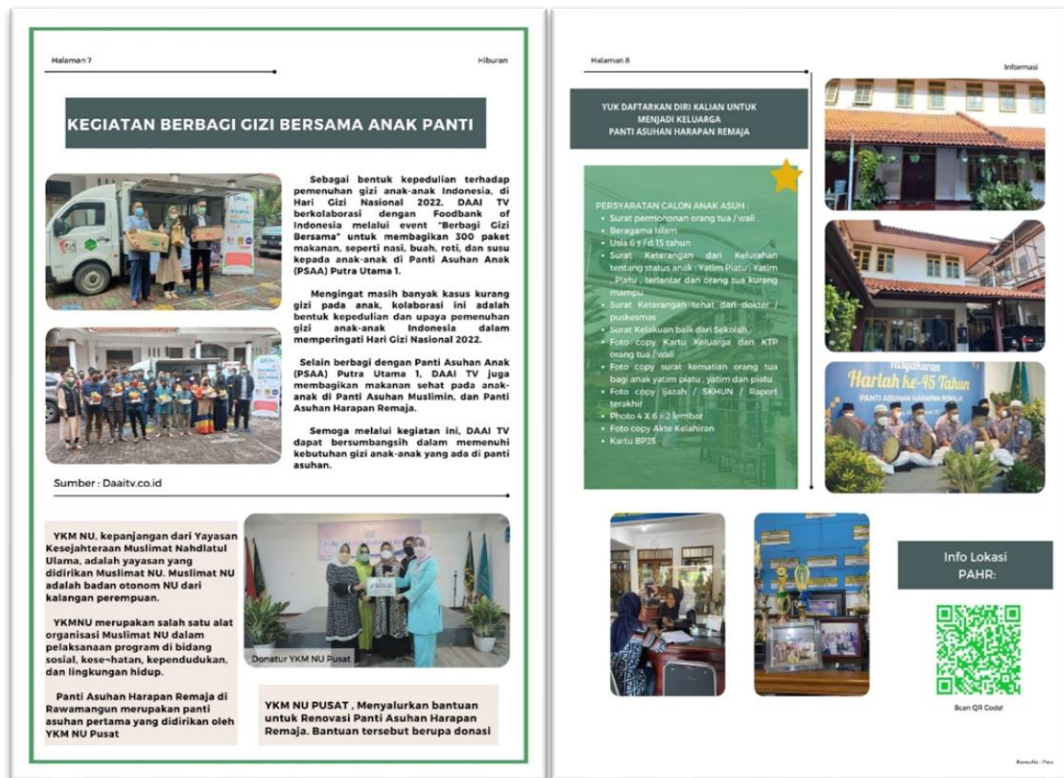 Halaman 7
Hiburan
KEGIATAN BERBAGI GIZI BERSAMA ANAK PANTI
Sebagai bentuk kepedulian terhadap
pemenuhan gizi anak-anak Indonesia, di
Hari Gizi Nasional 2022, DAAI TV
berkolaborasi dengan Foodbank of
Indonesia melalui event "Berbagi Gizi
Bersama" untuk membagikan 300 paket
makanan, seperti nasi, buah, roti, dan susu
kepada anak-anak di Panti Asuhan Anak
(PSAA) Putra Utama 1.
Mengingat masih banyak kasus kurang
gizi pada anak, kolaborasi ini adalah
bentuk kepedulian dan upaya pemenuhan
gizi anak-anak Indonesia dalam
memperingati Hari Gizi Nasional 2022.
Selain berbagi dengan Panti Asuhan Anak
(PSAA) Putra Utama 1, DAAI TV juga
membagikan makanan sehat pada anak-
anak di Panti Asuhan Muslimin, dan Panti
Asuhan Harapan Remaja.
Semoga melalui kegiatan ini, DAAI TV
dapat bersumbangsih dalam memenuhi
kebutuhan gizi anak-anak yang ada di panti
asuhan.
Sumber : Daaitv.co.id
YKM NU, kepanjangan dari Yayasan
Kesejahteraan Muslimat Nahdlatul
Ulama, adalah yayasan yang
didirikan Muslimat NU. Muslimat NU
adalah badan otonom NU dari
kalangan perempuan.
YKMNU merupakan salah satu alat
organisasi Muslimat NU dalam
pelaksanaan program di bidang
sosial, kese¬hatan, kependudukan,
dan lingkungan hidup.
Panti Asuhan Harapan Remaja di
Rawamangun merupakan panti
asuhan pertama yang didirikan oleh
YKM NU Pusat
Donatur YKM NU Pusat
YKM NU PUSAT , Menyalurkan bantuan
untuk Renovasi Panti Asuhan Harapan
Remaja. Bantuan tersebut berupa donasi
Halaman 8
Informasi
YUK DAFTARKAN DIRI KALIAN UNTUK
MENJADI KELUARGA
PANTI ASUHAN HARAPAN REMAJA
PERSYARATAN CALON ANAK ASUH :
• Surat permohonan orang tua / wali .
• Beragama Islam
• Usia 6 s / d 15 tahun
• Surat Keterangan dari Kelurahan
tentang status anak : Yatim Piatu , Yatim
, Piatu , terlantar dan orang tua kurang
mampu
• Surat Keterangan sehat dari dokter /
puskesmas
• Surat Kelakuan baik dari Sekolah
• Foto copy Kartu Keluarga dan KTP
orang tua / wali
• Foto copy surat kematian orang tua
bagi anak yatim piatu , yatim dan piatu
• Foto copy Ijazah / SKHUN / Raport
terakhir
• Photo 4 X 6 = 2 lembar
• Foto copy Akte Kelahiran
• Kartu BPJS
Harlah ke-45 Tahun
PANTI ASUHAN HARAPAN REMAJA
Info Lokasi
PAHR:
Scan QR Code!